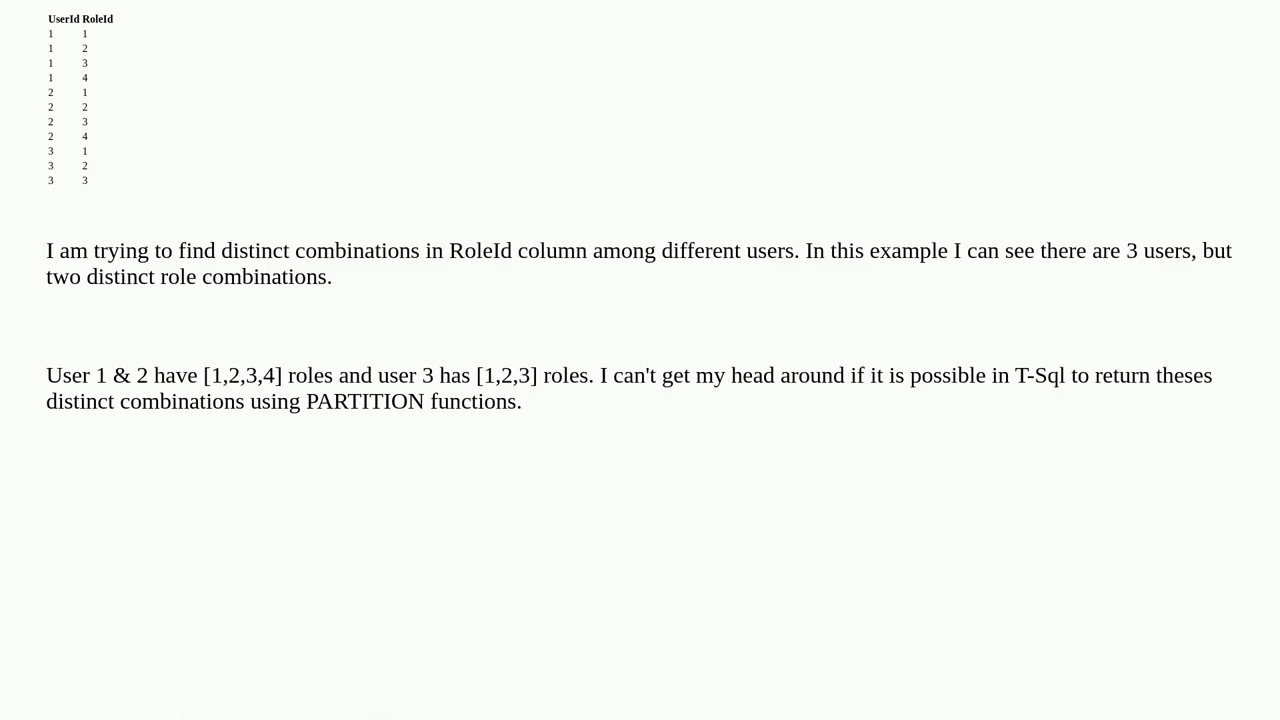 UserId RoleId
1 1
1 2
1 3
1 4
2 1
2 2
2 3
2 4
3 1
3 2
3 3
I am trying to find distinct combinations in RoleId column among different users. In this example I can see there are 3 users, but
two distinct role combinations.
User 1 & 2 have [1,2,3,4] roles and user 3 has [1,2,3] roles. I can't get my head around if it is possible in T-Sql to return theses
distinct combinations using PARTITION functions.